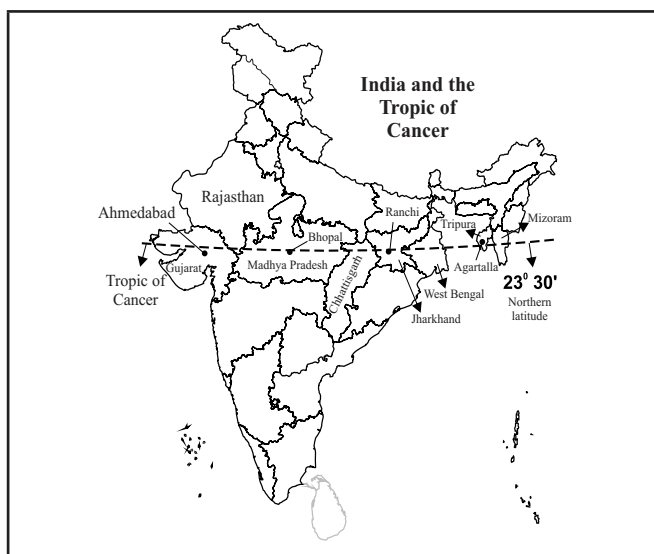 India and the
Tropic of
Cancer
Rajasthan
Ahmedabad
Ranchi
Tripura
Mizoram
Bhopal
Gujarat
Madhya Pradesh
Chhattisgarh
Agartalla
Tropic of
Cancer
West Bengal
23⁰ 30'
Northern
latitude
Jharkhand